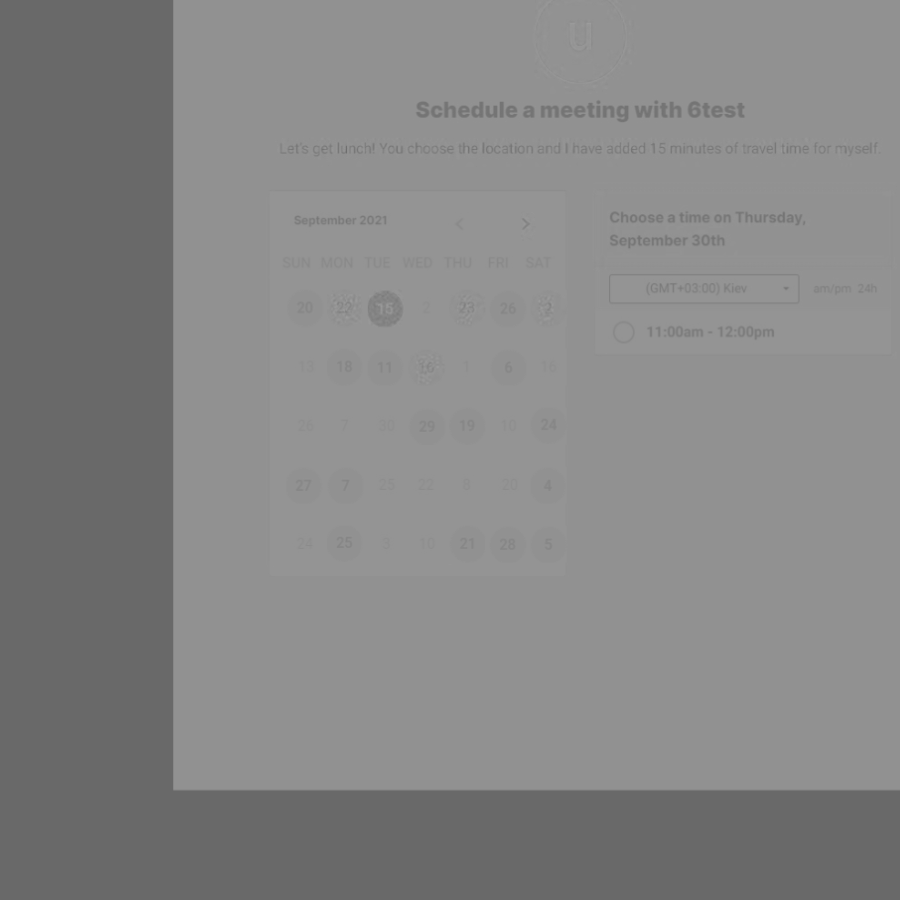 u
Schedule a meeting with 6test
Let's get lunch! You choose the location and I have added 15 minutes of travel time for myself.
September 2021 < >
SUN MON TUE WED THU FRI SAT
20 22 15 2 23 26
13 18 11 16 1 6
26 7 30 29 19 10 24
27 7 25 22 8 20 4
24 25 3 10 21 28 5
Choose a time on Thursday,
September 30th
(GMT+03:00) Kiev am/pm 24h
11:00am - 12:00pm